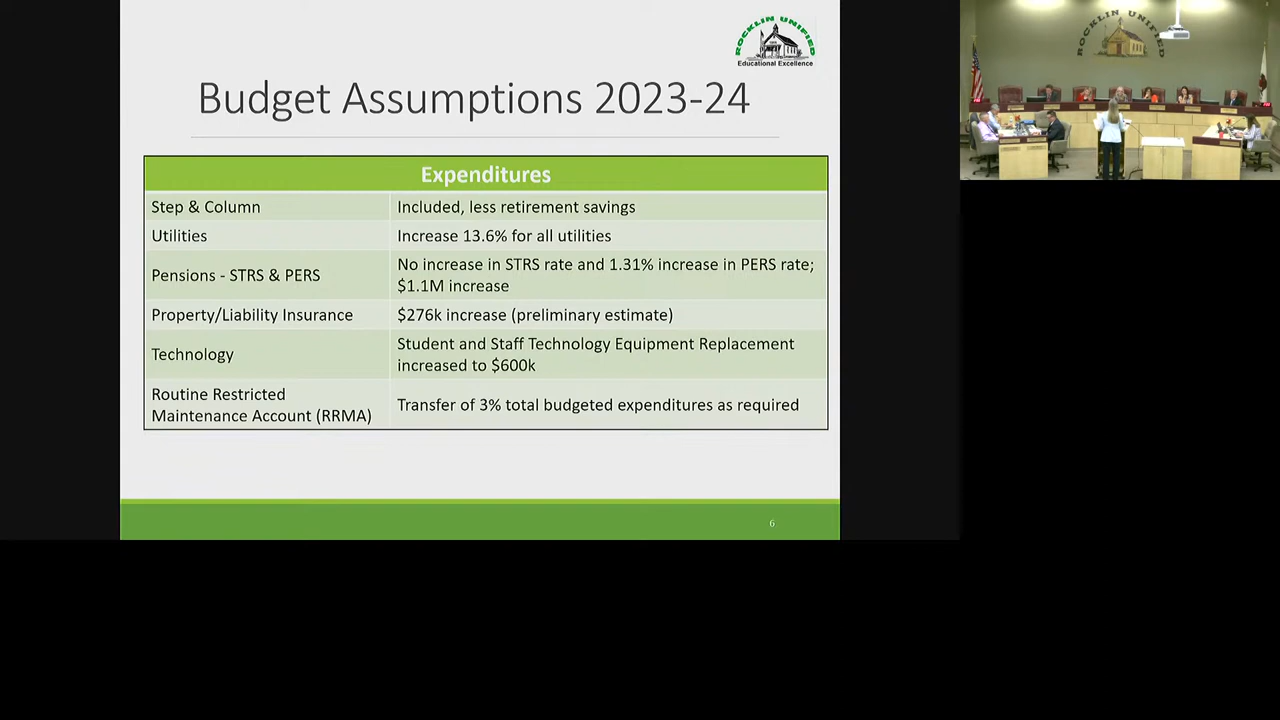 ROCKLIN UNIFIED
Educational Excellence
Budget Assumptions 2023-24
Expenditures
Step & Column
Included, less retirement savings
Utilities
Increase 13.6% for all utilities
Pensions - STRS & PERS
No increase in STRS rate and 1.31% increase in PERS rate;
$1.1M increase
Property/Liability Insurance
$276k increase (preliminary estimate)
Technology
Student and Staff Technology Equipment Replacement
increased to $600k
Routine Restricted
Maintenance Account (RRMA)
Transfer of 3% total budgeted expenditures as required
6
ROCKLIN UNIFIED